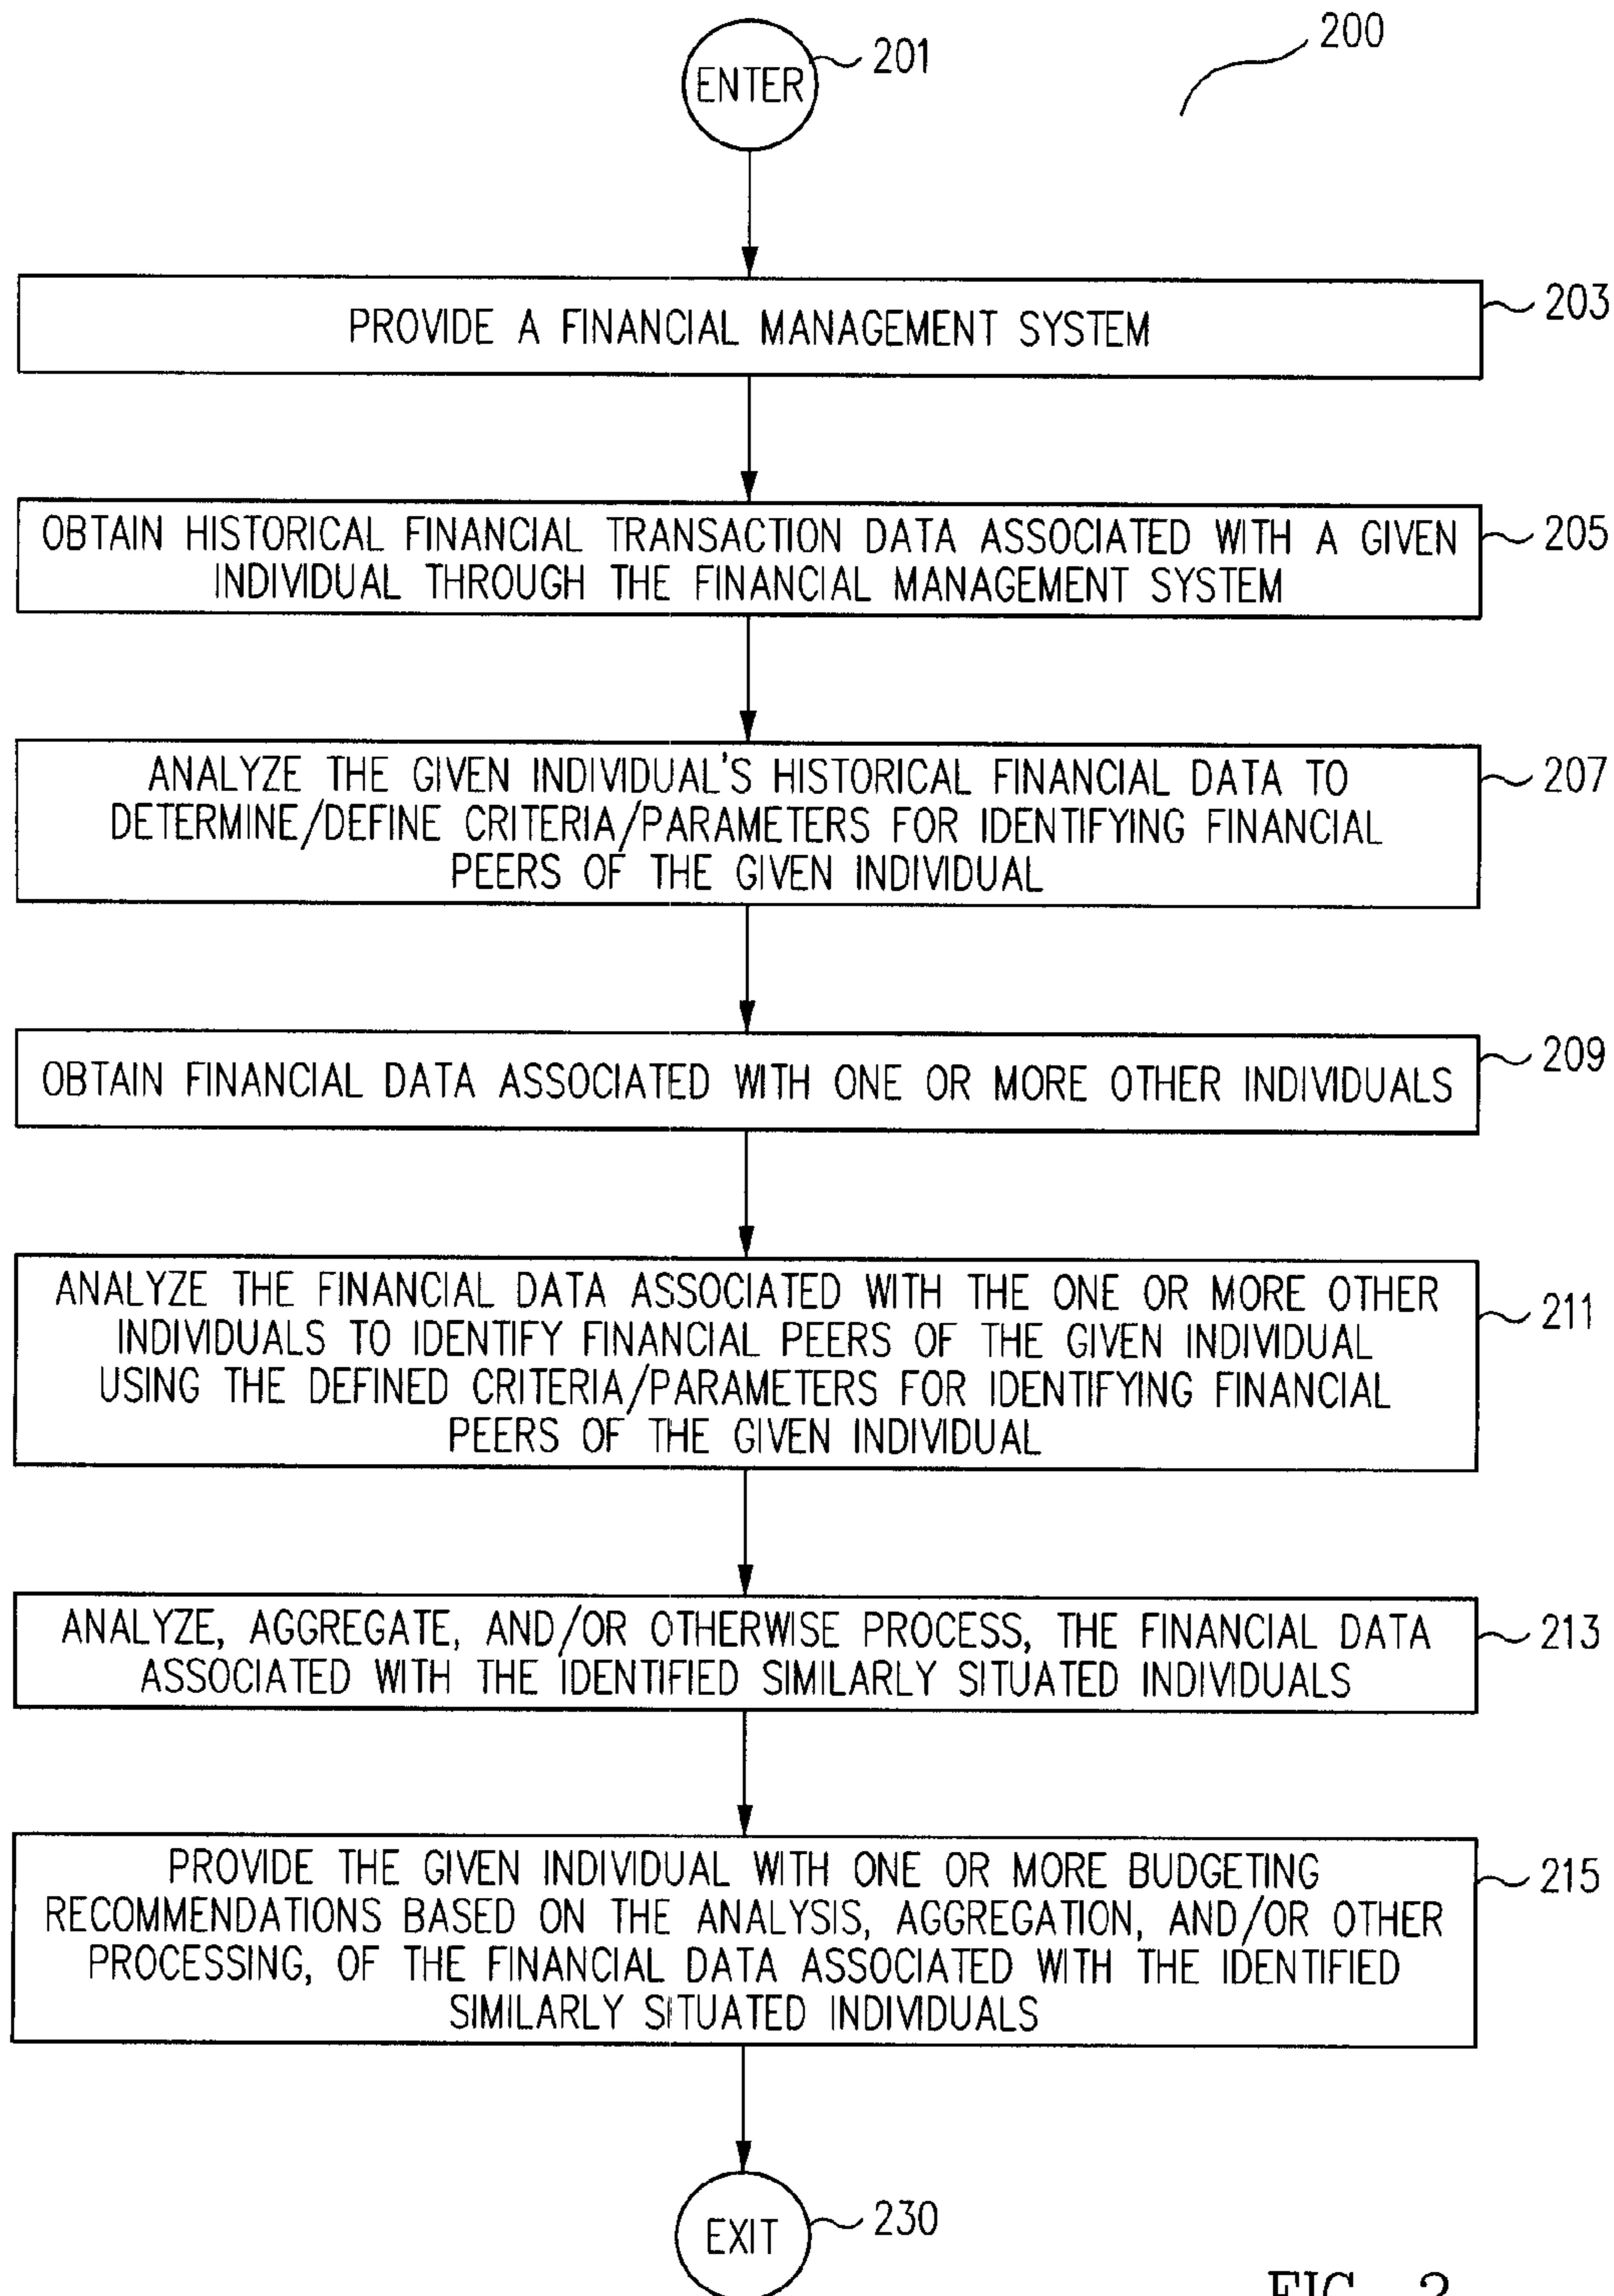 200
ENTER 201
PROVIDE A FINANCIAL MANAGEMENT SYSTEM 203
OBTAIN HISTORICAL FINANCIAL TRANSACTION DATA ASSOCIATED WITH A GIVEN 205
INDIVIDUAL THROUGH THE FINANCIAL MANAGEMENT SYSTEM
ANALYZE THE GIVEN INDIVIDUAL'S HISTORICAL FINANCIAL DATA TO 207
DETERMINE/DEFINE CRITERIA/PARAMETERS FOR IDENTIFYING FINANCIAL
PEERS OF THE GIVEN INDIVIDUAL
OBTAIN FINANCIAL DATA ASSOCIATED WITH ONE OR MORE OTHER INDIVIDUALS 209
ANALYZE THE FINANCIAL DATA ASSOCIATED WITH THE ONE OR MORE OTHER 211
INDIVIDUALS TO IDENTIFY FINANCIAL PEERS OF THE GIVEN INDIVIDUAL
USING THE DEFINED CRITERIA/PARAMETERS FOR IDENTIFYING FINANCIAL
PEERS OF THE GIVEN INDIVIDUAL
ANALYZE, AGGREGATE, AND/OR OTHERWISE PROCESS, THE FINANCIAL DATA 213
ASSOCIATED WITH THE IDENTIFIED SIMILARLY SITUATED INDIVIDUALS
PROVIDE THE GIVEN INDIVIDUAL WITH ONE OR MORE BUDGETING 215
RECOMMENDATIONS BASED ON THE ANALYSIS, AGGREGATION, AND/OR OTHER
PROCESSING, OF THE FINANCIAL DATA ASSOCIATED WITH THE IDENTIFIED
SIMILARLY SITUATED INDIVIDUALS
EXIT 230
FIG. 2